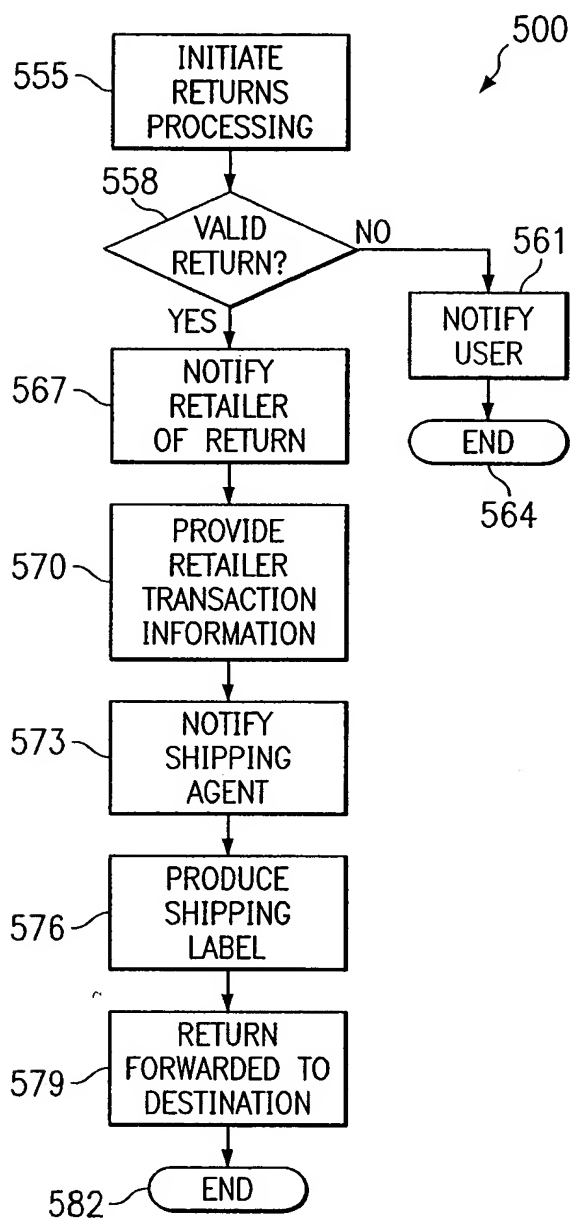 500
555
INITIATE
RETURNS
PROCESSING
558
VALID
RETURN?
NO
YES
561
NOTIFY
USER
END
564
567
NOTIFY
RETAILER
OF RETURN
570
PROVIDE
RETAILER
TRANSACTION
INFORMATION
573
NOTIFY
SHIPPING
AGENT
576
PRODUCE
SHIPPING
LABEL
579
RETURN
FORWARDED TO
DESTINATION
582
END